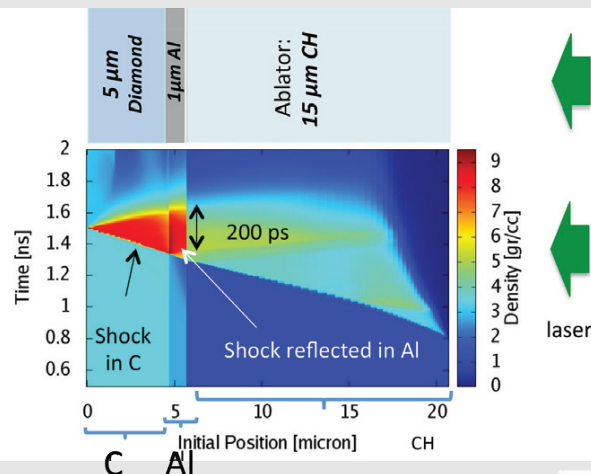 5 µm
Diamond
1µm Al
Ablator:
15 µm CH
2
1.8
1.6
1.4
1.2
1
0.8
0.6
Time [ns]
200 ps
Shock
in C
Shock reflected in Al
9
8
7
6
5
4
3
2
1
0
Density [gr/cc]
laser
0
5
10
15
20
Initial Position [micron]
CH
C
Al